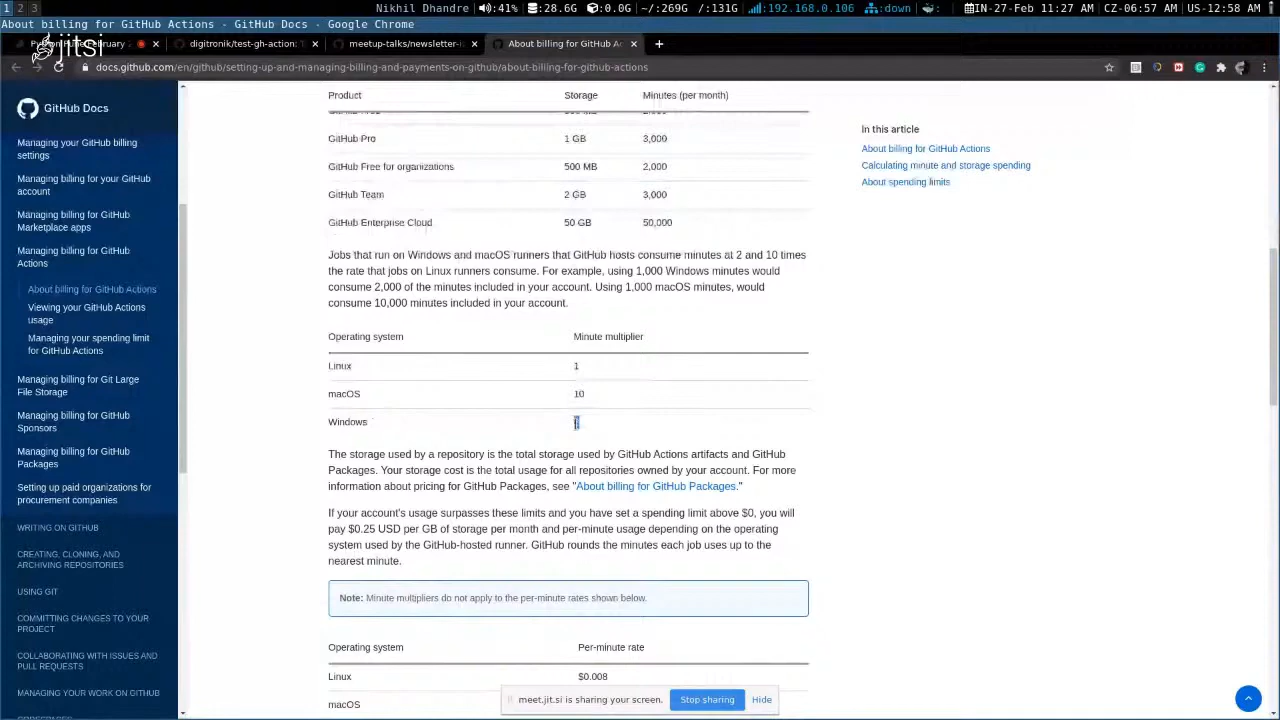 1 2 3 Nikhil Dhandre 41% :28.6G :0.0G :/269G :/131G :192.168.0.106 :down IN-27-Feb 11:27 AM CZ-06:57 AM US-12:58 AM
About billing for GitHub Actions - GitHub Docs - Google Chrome
jitsi
digitronik/test-gh-action: meetup-talks/newsletter- About billing for GitHub A
docs.github.com/en/github/setting-up-and-managing-billing-and-payments-on-github/about-billing-for-github-actions
GitHub Docs
Managing your GitHub billing
settings
Managing billing for your GitHub
account
Managing billing for GitHub
Marketplace apps
Managing billing for GitHub
Actions
About billing for GitHub Actions
Viewing your GitHub Actions
usage
Managing your spending limit
for GitHub Actions
Managing billing for Git Large
File Storage
Managing billing for GitHub
Sponsors
Managing billing for GitHub
Packages
Setting up paid organizations for
procurement companies
WRITING ON GITHUB
CREATING, CLONING, AND
ARCHIVING REPOSITORIES
USING GIT
COMMITTING CHANGES TO YOUR
PROJECT
COLLABORATING WITH ISSUES AND
PULL REQUESTS
MANAGING YOUR WORK ON GITHUB
Product Storage Minutes (per month)
GitHub Pro 1 GB 3,000
GitHub Free for organizations 500 MB 2,000
GitHub Team 2 GB 3,000
GitHub Enterprise Cloud 50 GB 50,000
Jobs that run on Windows and macOS runners that GitHub hosts consume minutes at 2 and 10 times
the rate that jobs on Linux runners consume. For example, using 1,000 Windows minutes would
consume 2,000 of the minutes included in your account. Using 1,000 macOS minutes, would
consume 10,000 minutes included in your account.
Operating system Minute multiplier
Linux 1
macOS 10
Windows
The storage used by a repository is the total storage used by GitHub Actions artifacts and GitHub
Packages. Your storage cost is the total usage for all repositories owned by your account. For more
information about pricing for GitHub Packages, see "About billing for GitHub Packages."
If your account's usage surpasses these limits and you have set a spending limit above $0, you will
pay $0.25 USD per GB of storage per month and per-minute usage depending on the operating
system used by the GitHub-hosted runner. GitHub rounds the minutes each job uses up to the
nearest minute.
Note: Minute multipliers do not apply to the per-minute rates shown below.
Operating system Per-minute rate
Linux $0.008
macOS
In this article
About billing for GitHub Actions
Calculating minute and storage spending
About spending limits
meet.jit.si is sharing your screen. Stop sharing Hide